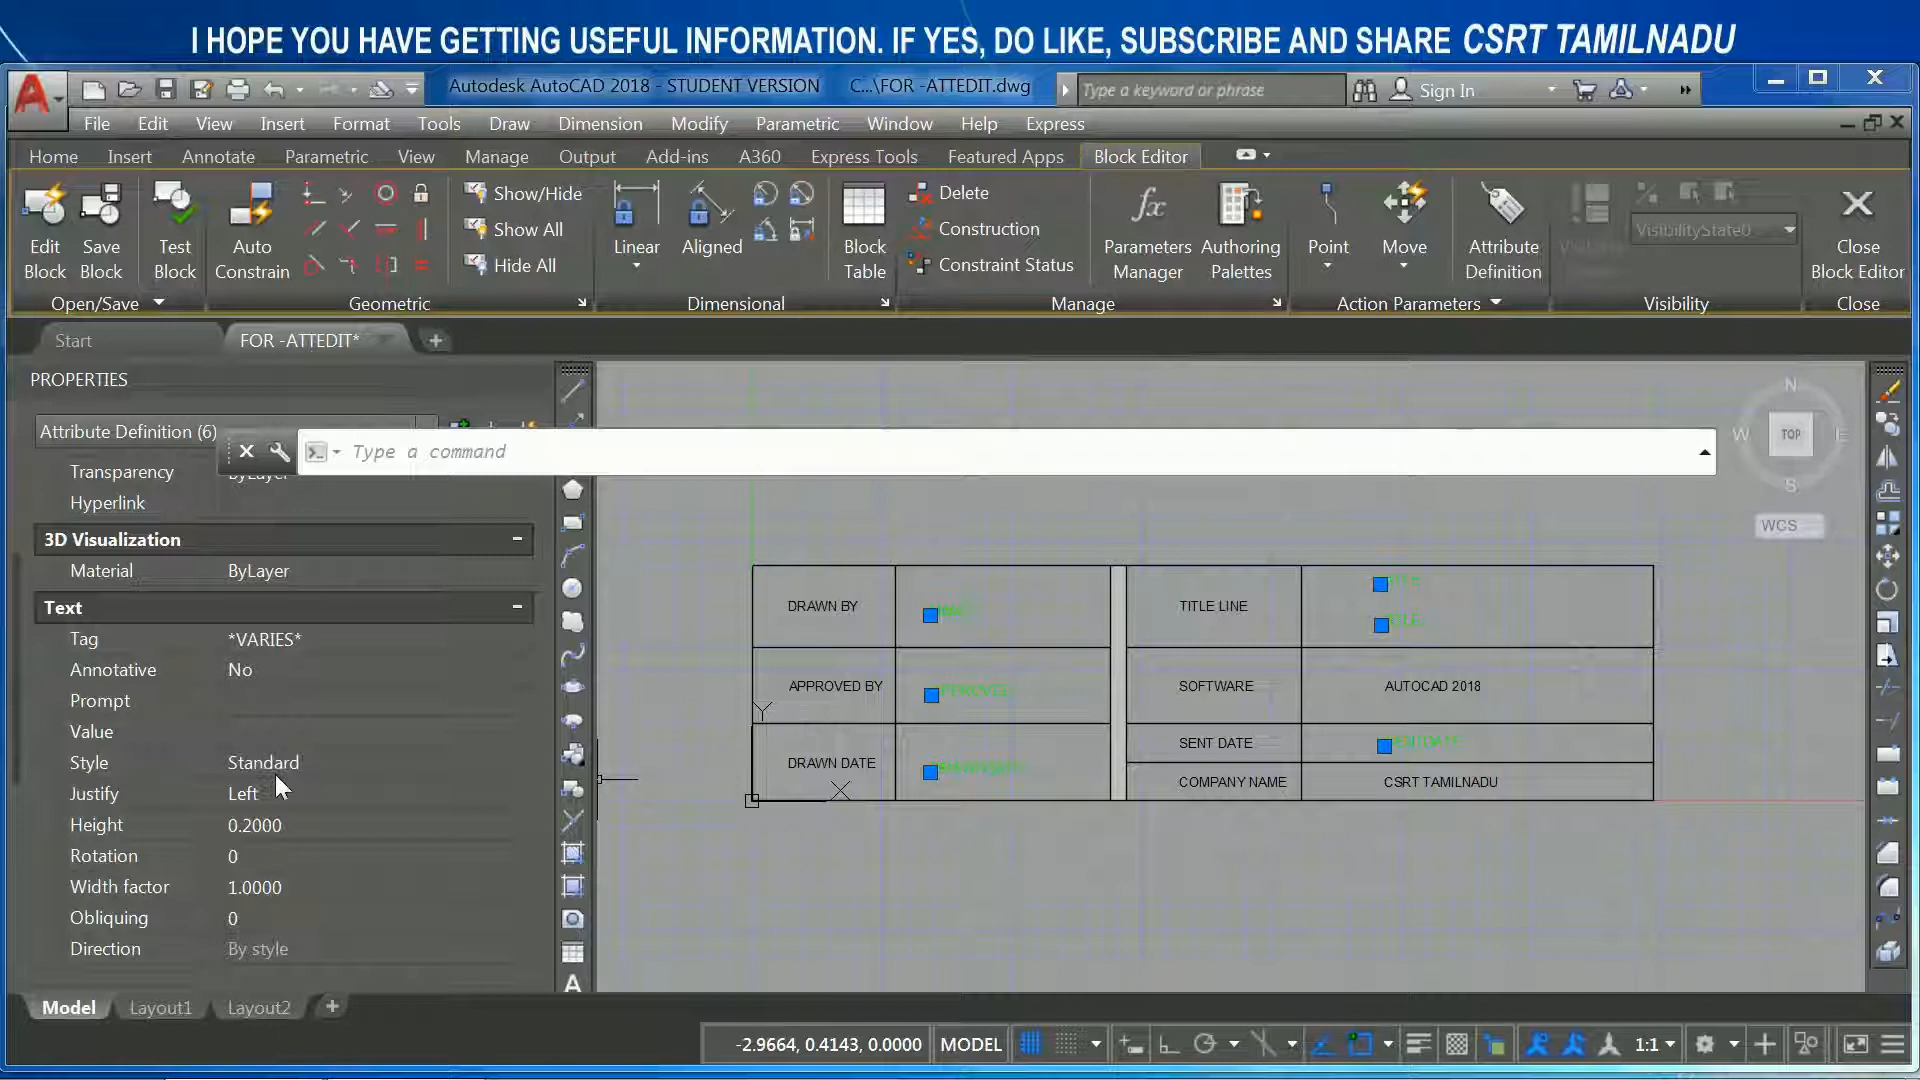 I HOPE YOU HAVE GETTING USEFUL INFORMATION. IF YES, DO LIKE, SUBSCRIBE AND SHARE CSRT TAMILNADU
Autodesk AutoCAD 2018 - STUDENT VERSION C...\FOR -ATTEDIT.dwg
Type a keyword or phrase
Sign In
File Edit View Insert Format Tools Draw Dimension Modify Parametric Window Help Express
Home Insert Annotate Parametric View Manage Output Add-ins A360 Express Tools Featured Apps Block Editor
Edit Block
Save Block
Test Block
Auto Constrain
Show/Hide
Show All
Hide All
Linear
Aligned
Block Table
Delete
Construction
Constraint Status
Parameters Manager
Authoring Palettes
Point
Move
Attribute Definition
VisibilityState0
Close Block Editor
Open/Save Geometric Dimensional Manage Action Parameters Visibility Close
Start
FOR -ATTEDIT*
PROPERTIES
Attribute Definition (6)
Type a command
Transparency ByLayer
Hyperlink
3D Visualization
Material ByLayer
Text
Tag *VARIES*
Annotative No
Prompt
Value
Style Standard
Justify Left
Height 0.2000
Rotation 0
Width factor 1.0000
Obliquing 0
Direction By style
N
W TOP E
S
WCS
DRAWN BY
TITLE LINE
APPROVED BY
SOFTWARE AUTOCAD 2018
Y
DRAWN DATE
SENT DATE
X
COMPANY NAME CSRT TAMILNADU
Model Layout1 Layout2
-2.9664, 0.4143, 0.0000 MODEL
1:1